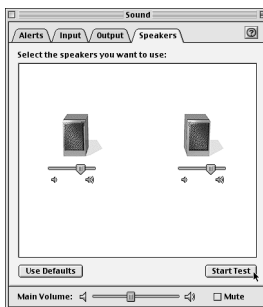 Sound
Alerts Input Output Speakers
Select the speakers you want to use:
Use Defaults Start Test
Main Volume: Mute